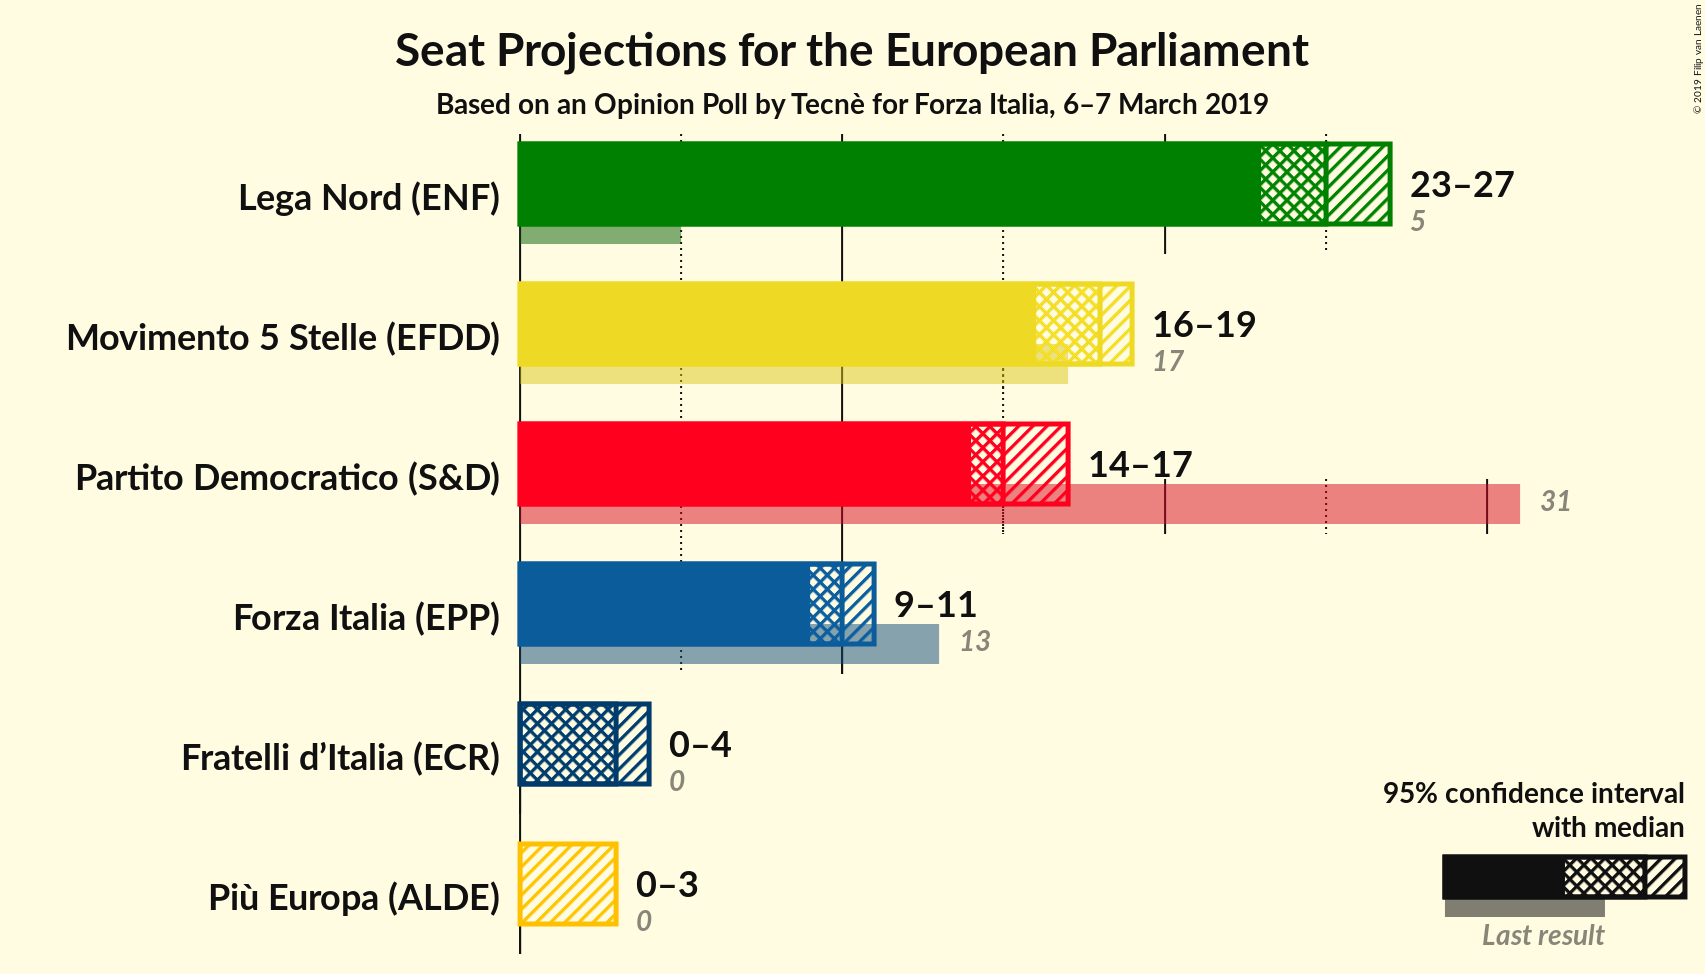 Seat Projections for the European Parliament
Based on an Opinion Poll by Tecnè for Forza Italia, 6–7 March 2019
© 2019 Filip van Laenen
Lega Nord (ENF)
23–27
5
Movimento 5 Stelle (EFDD)
16–19
17
Partito Democratico (S&D)
14–17
31
Forza Italia (EPP)
9–11
13
Fratelli d’Italia (ECR)
0–4
0
Più Europa (ALDE)
0–3
0
95% confidence interval
with median
Last result